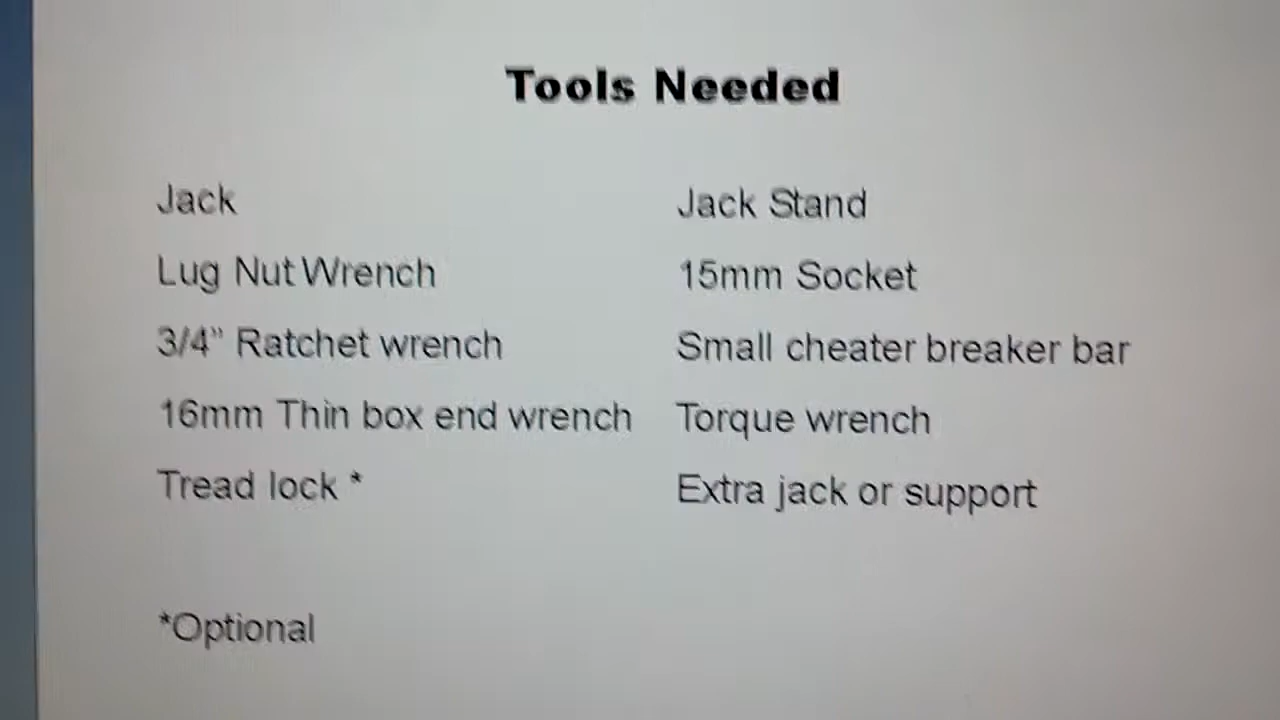 Tools Needed
Jack
Jack Stand
Lug Nut Wrench
15mm Socket
3/4” Ratchet wrench
Small cheater breaker bar
16mm Thin box end wrench
Torque wrench
Tread lock *
Extra jack or support
*Optional